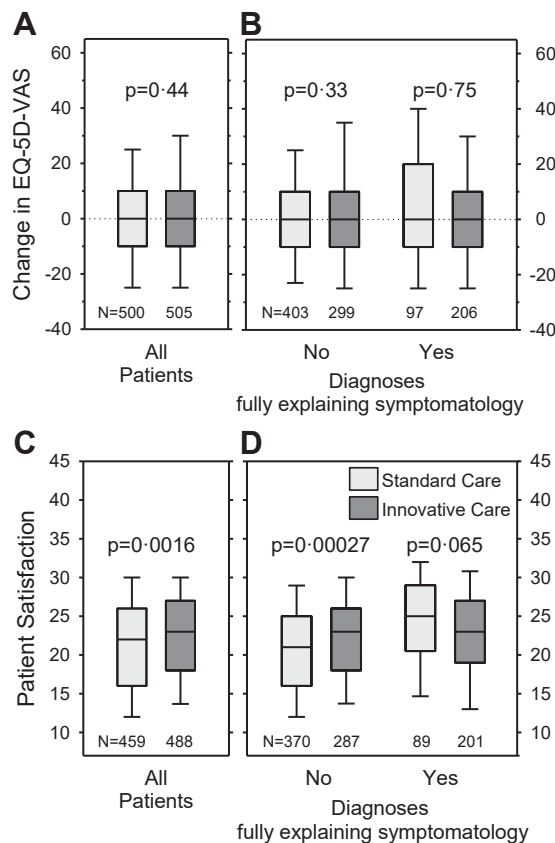 A
B
60
40
20
0
-20
-40
Change in EQ-5D-VAS
p=0·44
N=500 505
All
Patients
p=0·33 p=0·75
N=403 299 97 206
No Yes
Diagnoses
fully explaining symptomatology
60
40
20
0
-20
-40
C
D
45
40
35
30
25
20
15
10
Patient Satisfaction
p=0·0016
N=459 488
All
Patients
Standard Care
Innovative Care
p=0·00027 p=0·065
N=370 287 89 201
No Yes
Diagnoses
fully explaining symptomatology
45
40
35
30
25
20
15
10